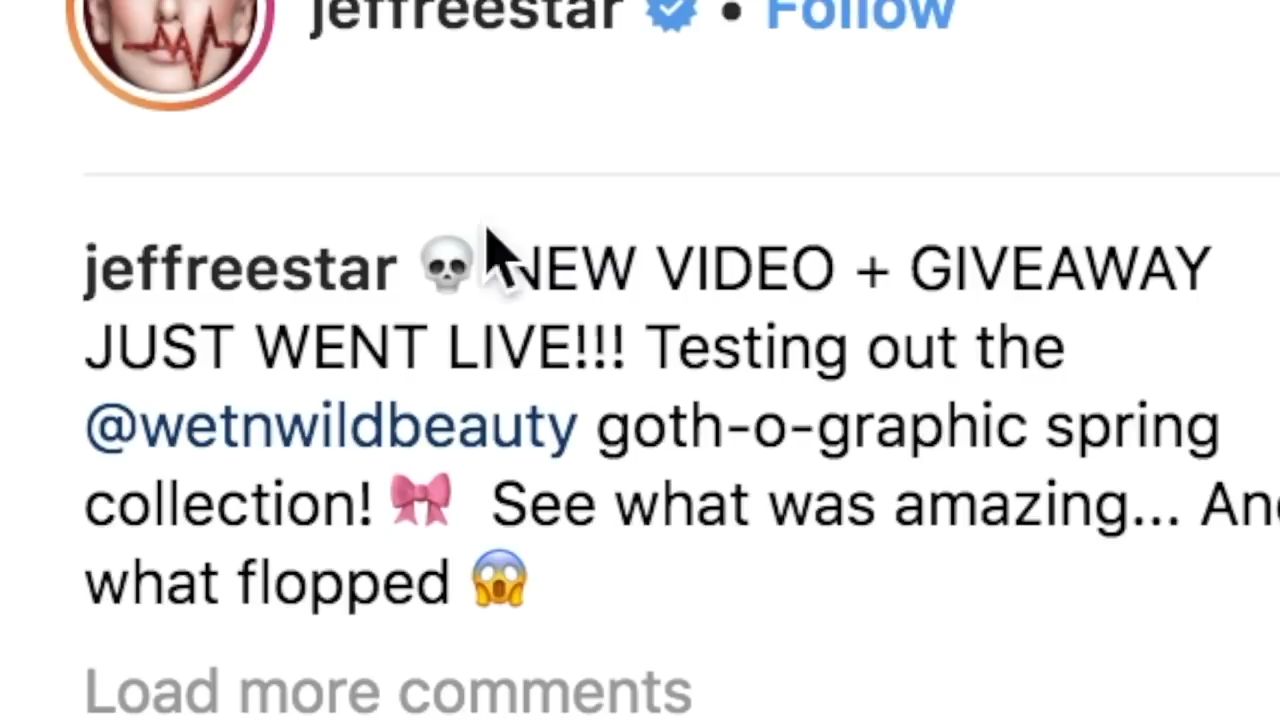 jeffreestar • Follow
jeffreestar 💀 NEW VIDEO + GIVEAWAY
JUST WENT LIVE!!! Testing out the
@wetnwildbeauty goth-o-graphic spring
collection! 🎀 See what was amazing... And
what flopped 😱
Load more comments